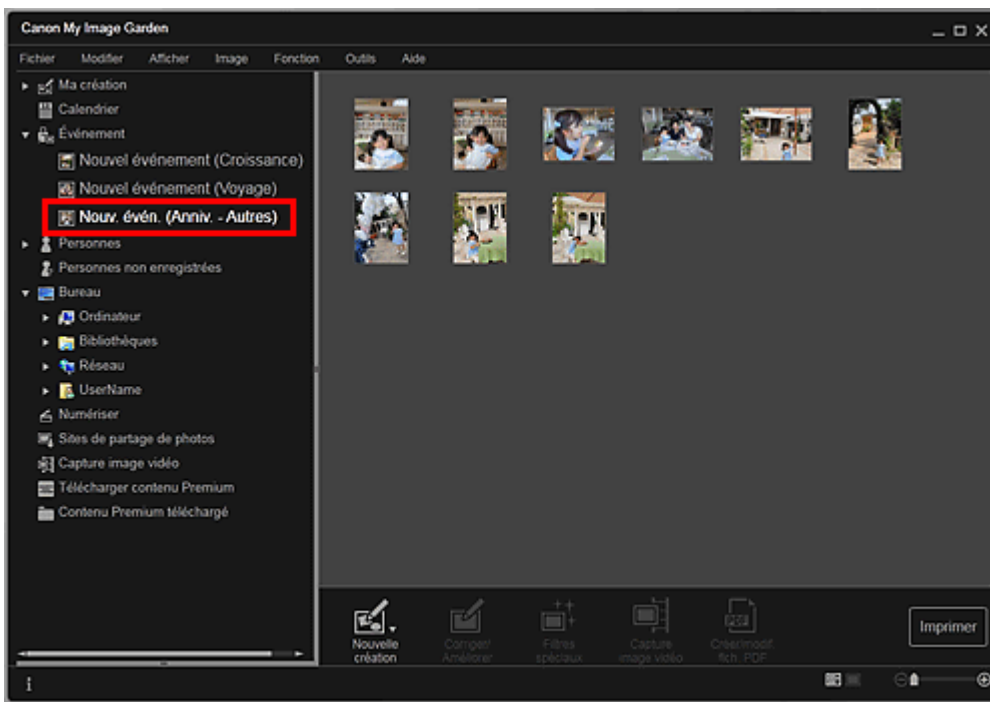 Canon My Image Garden
Fichier Modifier Afficher Image Fonction Outils Aide
Ma création
Calendrier
Événement
Nouvel événement (Croissance)
Nouvel événement (Voyage)
Nouv. évén. (Anniv. - Autres)
Personnes
Personnes non enregistrées
Bureau
Ordinateur
Bibliothèques
Réseau
UserName
Numériser
Sites de partage de photos
Capture image vidéo
Télécharger contenu Premium
Contenu Premium téléchargé
Nouvelle
création
Corriger/
Améliorer
Filtres
spéciaux
Capture
image vidéo
PDF
Créer/modif.
fich. PDF
Imprimer